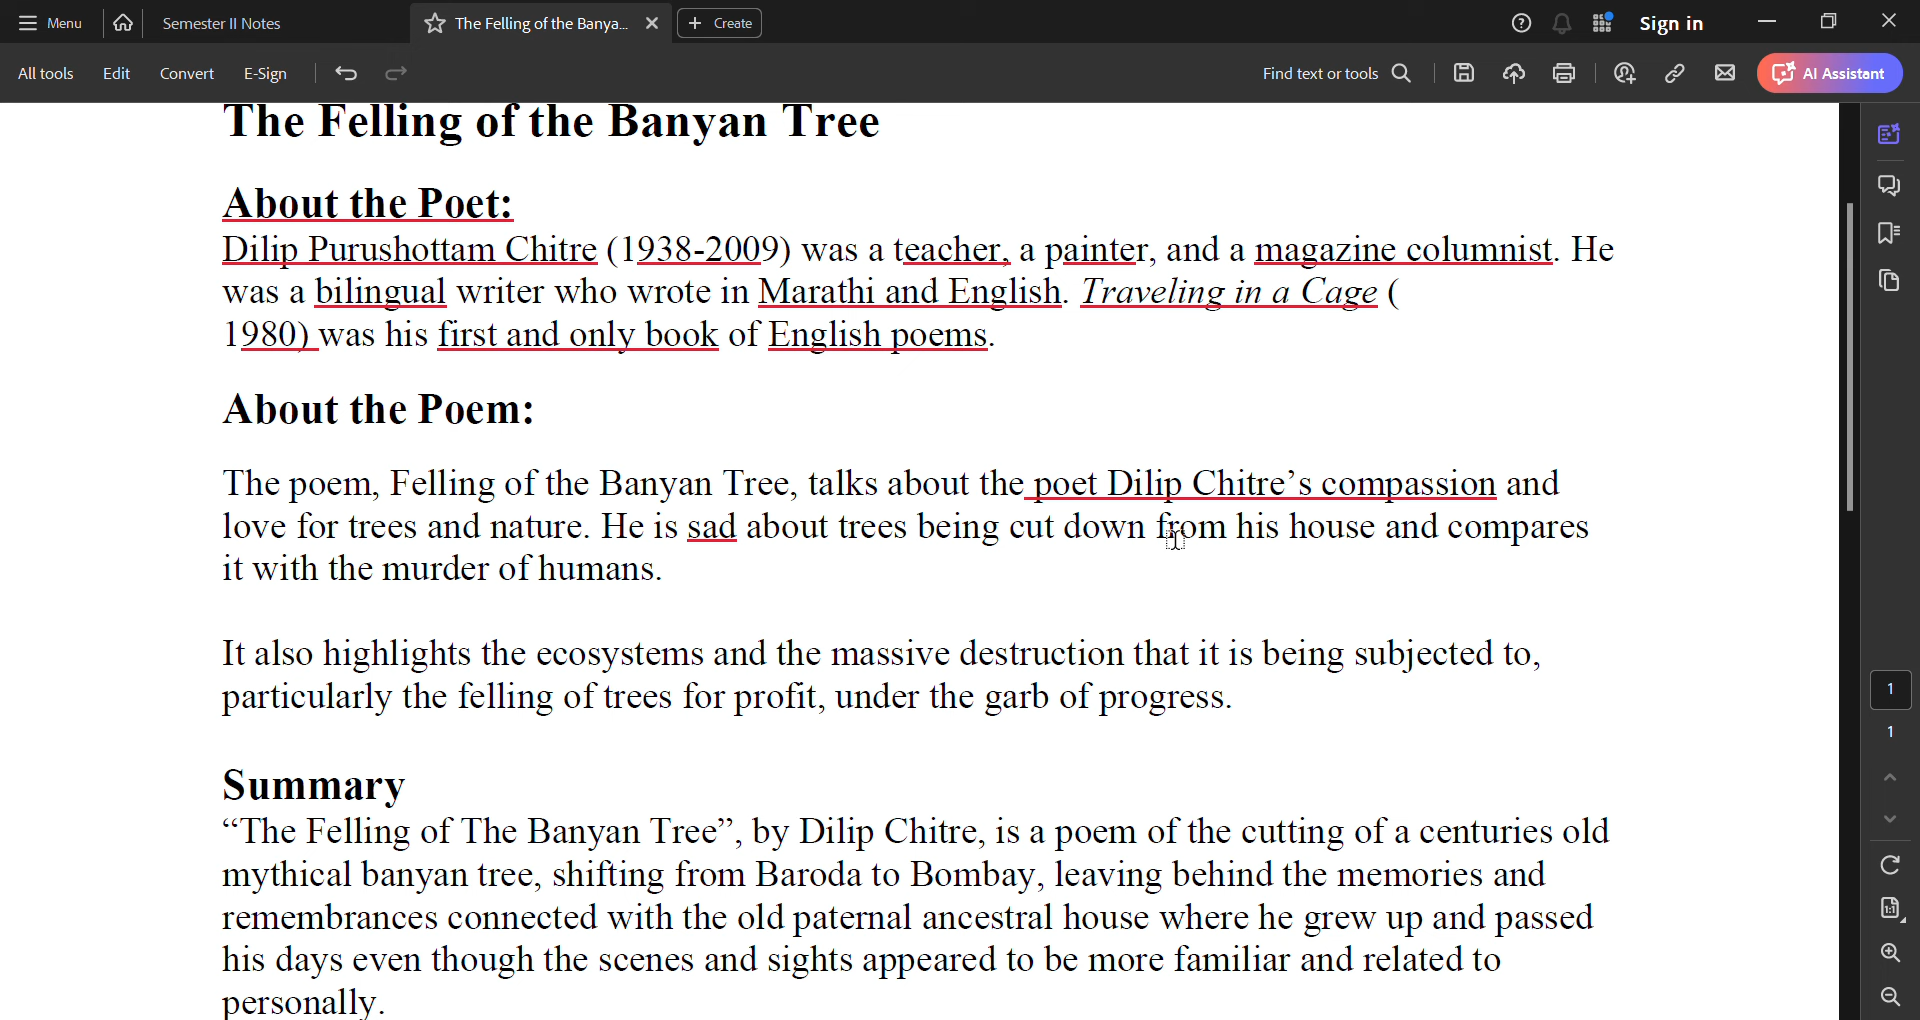 Menu Semester II Notes The Felling of the Banya... Create Sign in
All tools Edit Convert E-Sign Find text or tools AI Assistant
The Felling of the Banyan Tree
About the Poet:
Dilip Purushottam Chitre (1938-2009) was a teacher, a painter, and a magazine columnist. He
was a bilingual writer who wrote in Marathi and English. Traveling in a Cage (
1980) was his first and only book of English poems.
About the Poem:
The poem, Felling of the Banyan Tree, talks about the poet Dilip Chitre’s compassion and
love for trees and nature. He is sad about trees being cut down from his house and compares
it with the murder of humans.
It also highlights the ecosystems and the massive destruction that it is being subjected to,
particularly the felling of trees for profit, under the garb of progress.
Summary
“The Felling of The Banyan Tree”, by Dilip Chitre, is a poem of the cutting of a centuries old
mythical banyan tree, shifting from Baroda to Bombay, leaving behind the memories and
remembrances connected with the old paternal ancestral house where he grew up and passed
his days even though the scenes and sights appeared to be more familiar and related to
personally.
1
1